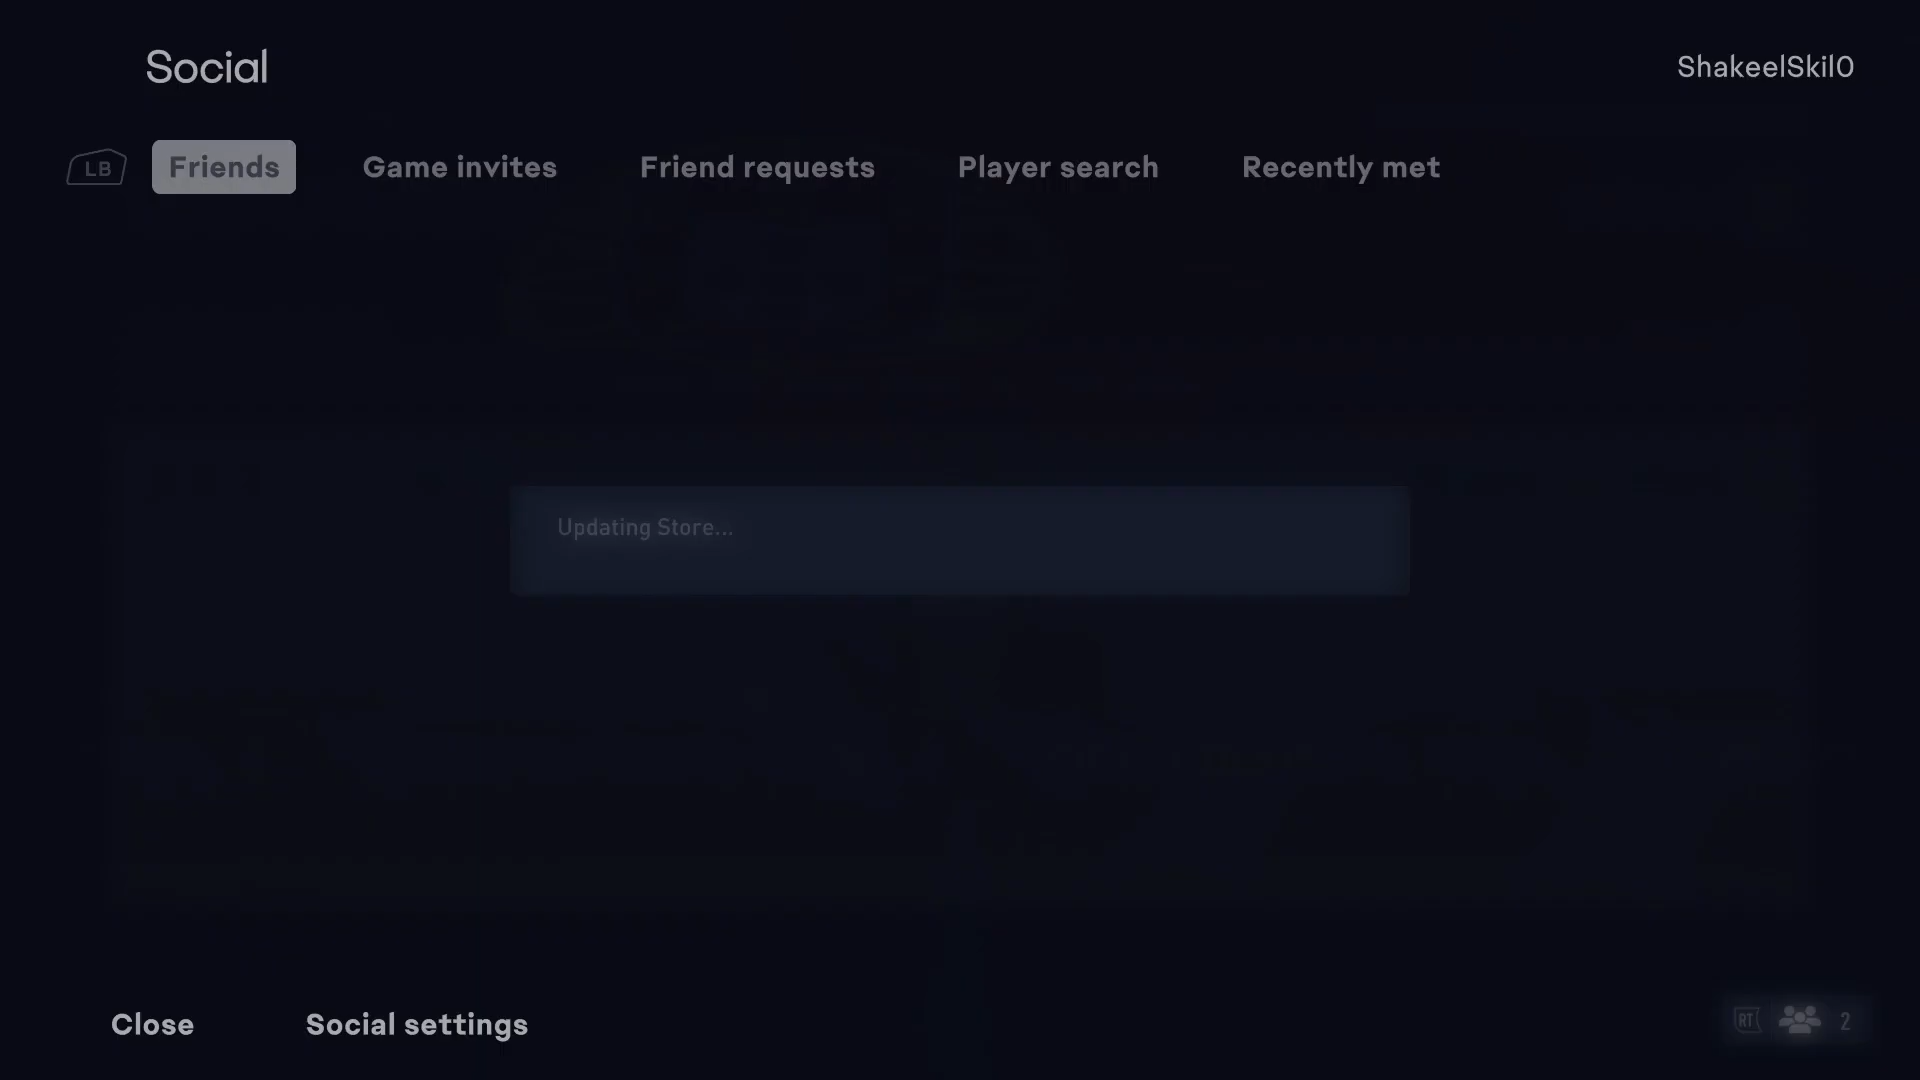 Social
ShakeelSkil0
LB
Friends
Game invites
Friend requests
Player search
Recently met
Updating Store...
Close
Social settings
RT
2